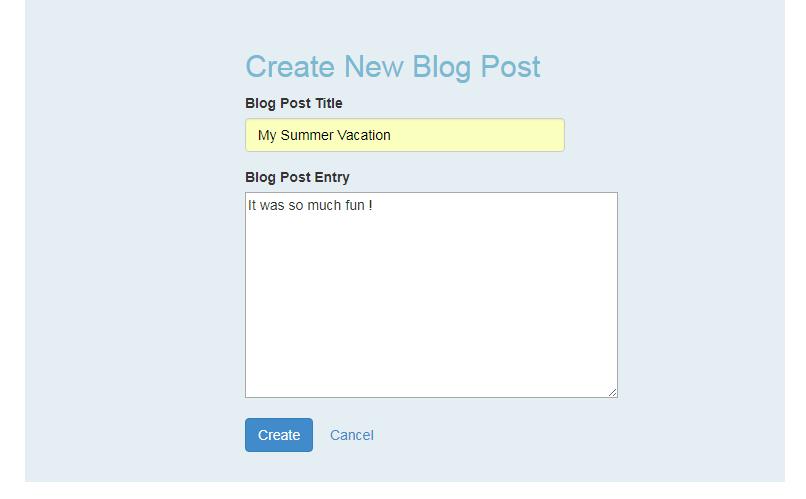 Create New Blog Post
Blog Post Title
My Summer Vacation
Blog Post Entry
It was so much fun !
Create Cancel